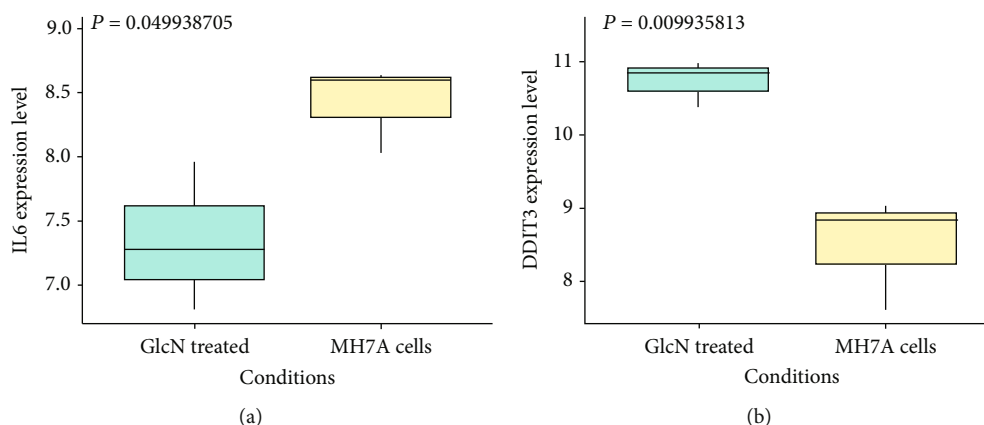 P = 0.049938705
9.0
8.5
8.0
7.5
7.0
IL6 expression level
GlcN treated
MH7A cells
Conditions
(a)
P = 0.009935813
11
10
9
8
DDIT3 expression level
GlcN treated
MH7A cells
Conditions
(b)